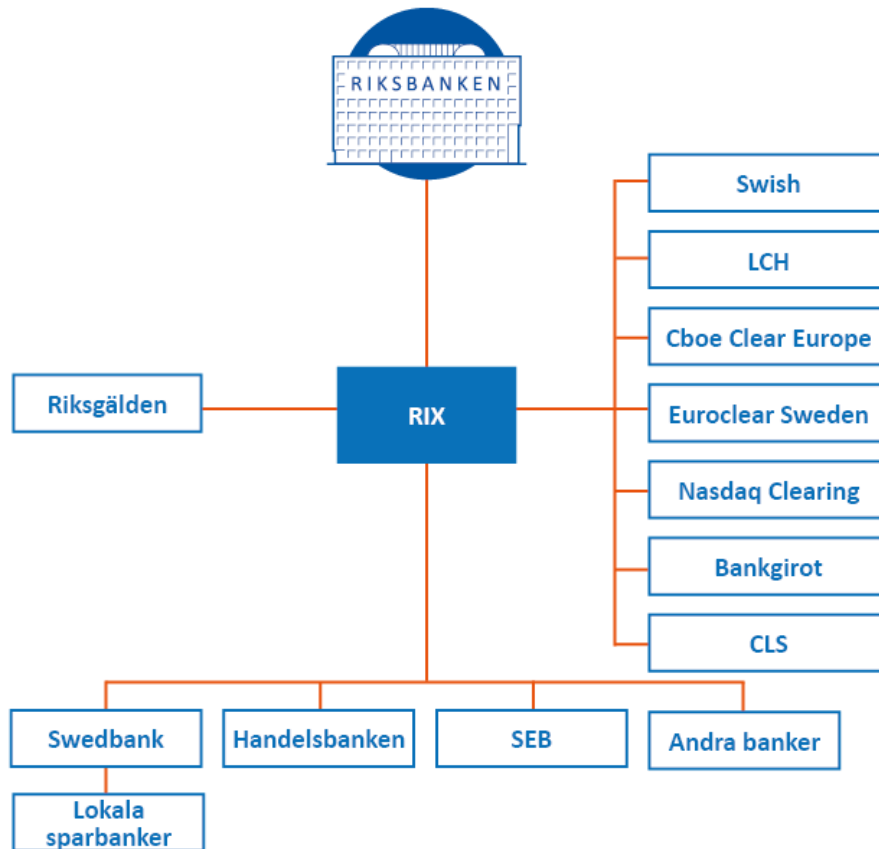 RIKSBANKEN
Swish
LCH
Cboe Clear Europe
Riksgälden
RIX
Euroclear Sweden
Nasdaq Clearing
Bankgirot
CLS
Swedbank
Handelsbanken
SEB
Andra banker
Lokala
sparbanker